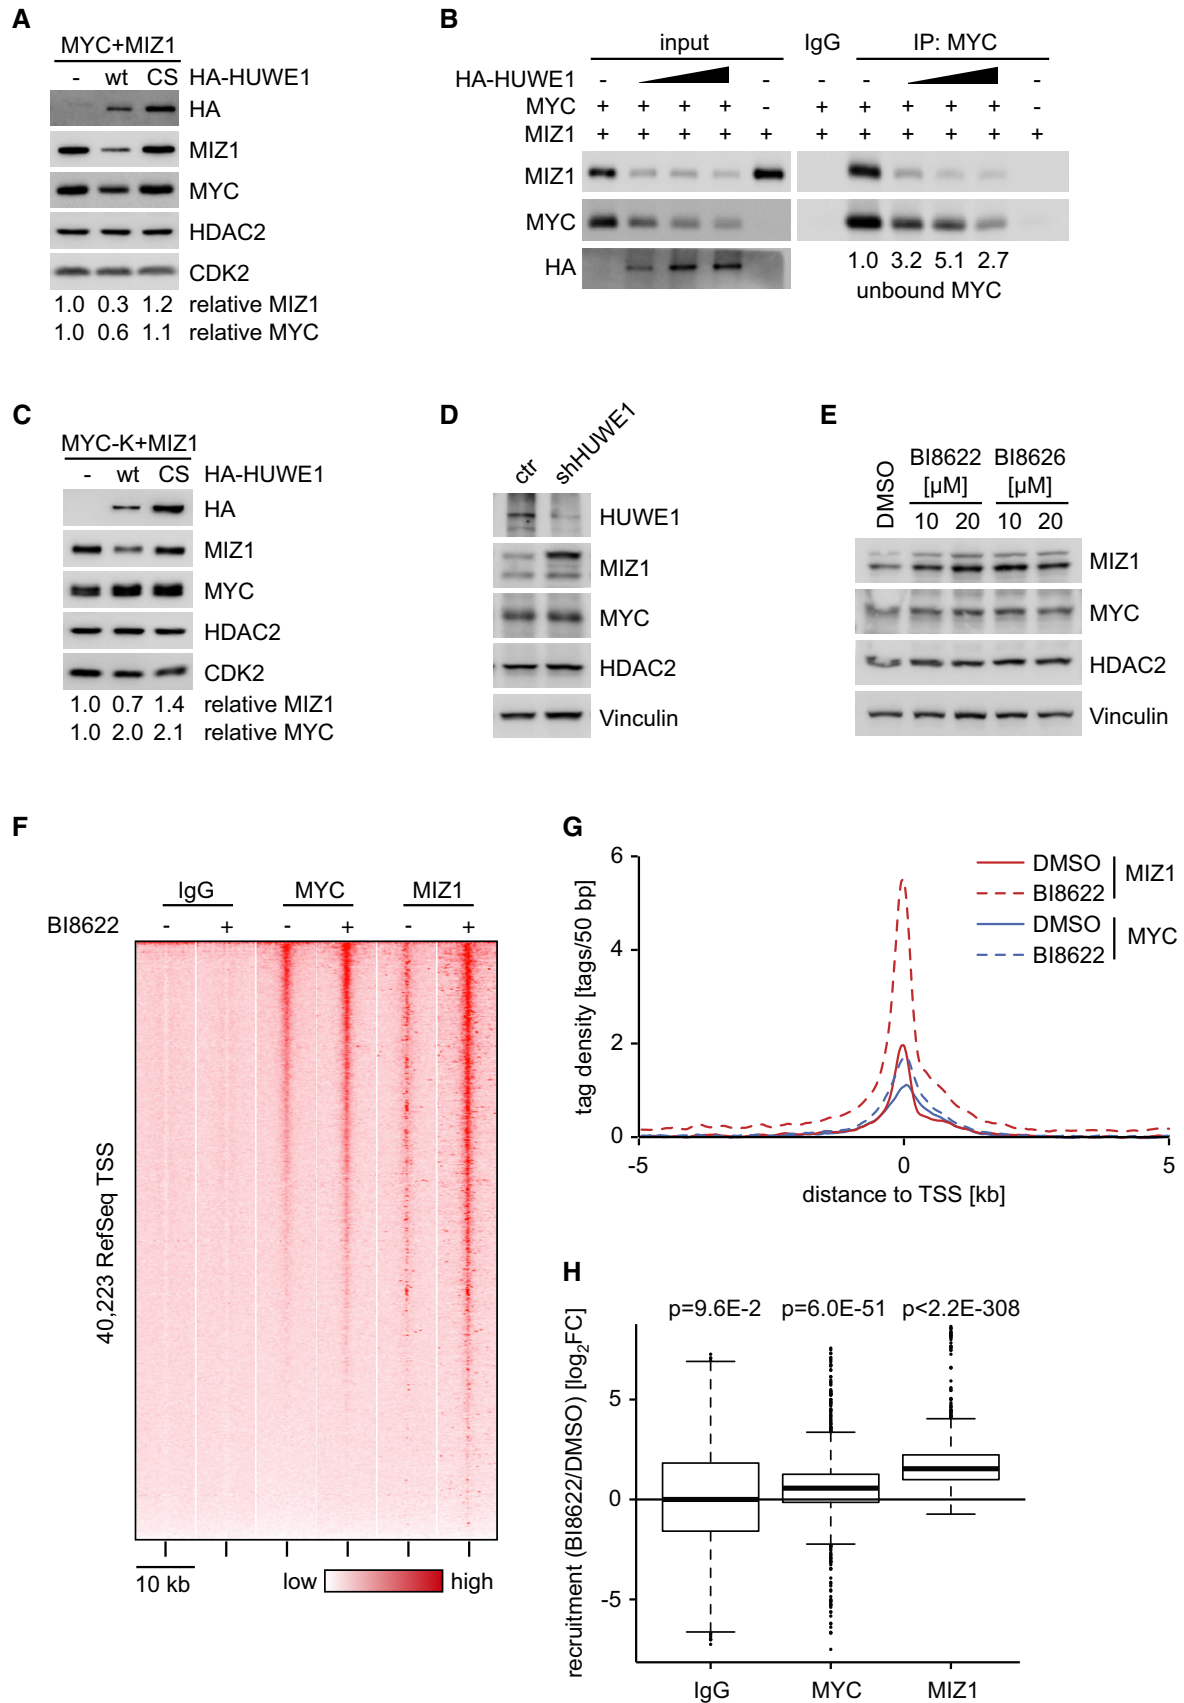 A
MYC+MIZ1
- wt CS HA-HUWE1
HA
MIZ1
MYC
HDAC2
CDK2
1.0 0.3 1.2 relative MIZ1
1.0 0.6 1.1 relative MYC
B
input IgG IP: MYC
HA-HUWE1 - - - - -
MYC + + + + - + + + + + -
MIZ1 + + + + + + + + + + +
MIZ1
MYC
HA
1.0 3.2 5.1 2.7
unbound MYC
C
MYC-K+MIZ1
- wt CS HA-HUWE1
HA
MIZ1
MYC
HDAC2
CDK2
1.0 0.7 1.4 relative MIZ1
1.0 2.0 2.1 relative MYC
D
ctr shHUWE1
HUWE1
MIZ1
MYC
HDAC2
Vinculin
E
DMSO BI8622 BI8626
[µM] [µM]
10 20 10 20
MIZ1
MYC
HDAC2
Vinculin
F
IgG MYC MIZ1
BI8622 - + - + - +
40,223 RefSeq TSS
10 kb low high
G
tag density [tags/50 bp]
6
4
2
0
-5 0 5
distance to TSS [kb]
DMSO
BI8622
MIZ1
DMSO
BI8622
MYC
H
p=9.6E-2 p=6.0E-51 p<2.2E-308
recruitment (BI8622/DMSO) [log₂FC]
5
0
-5
IgG MYC MIZ1